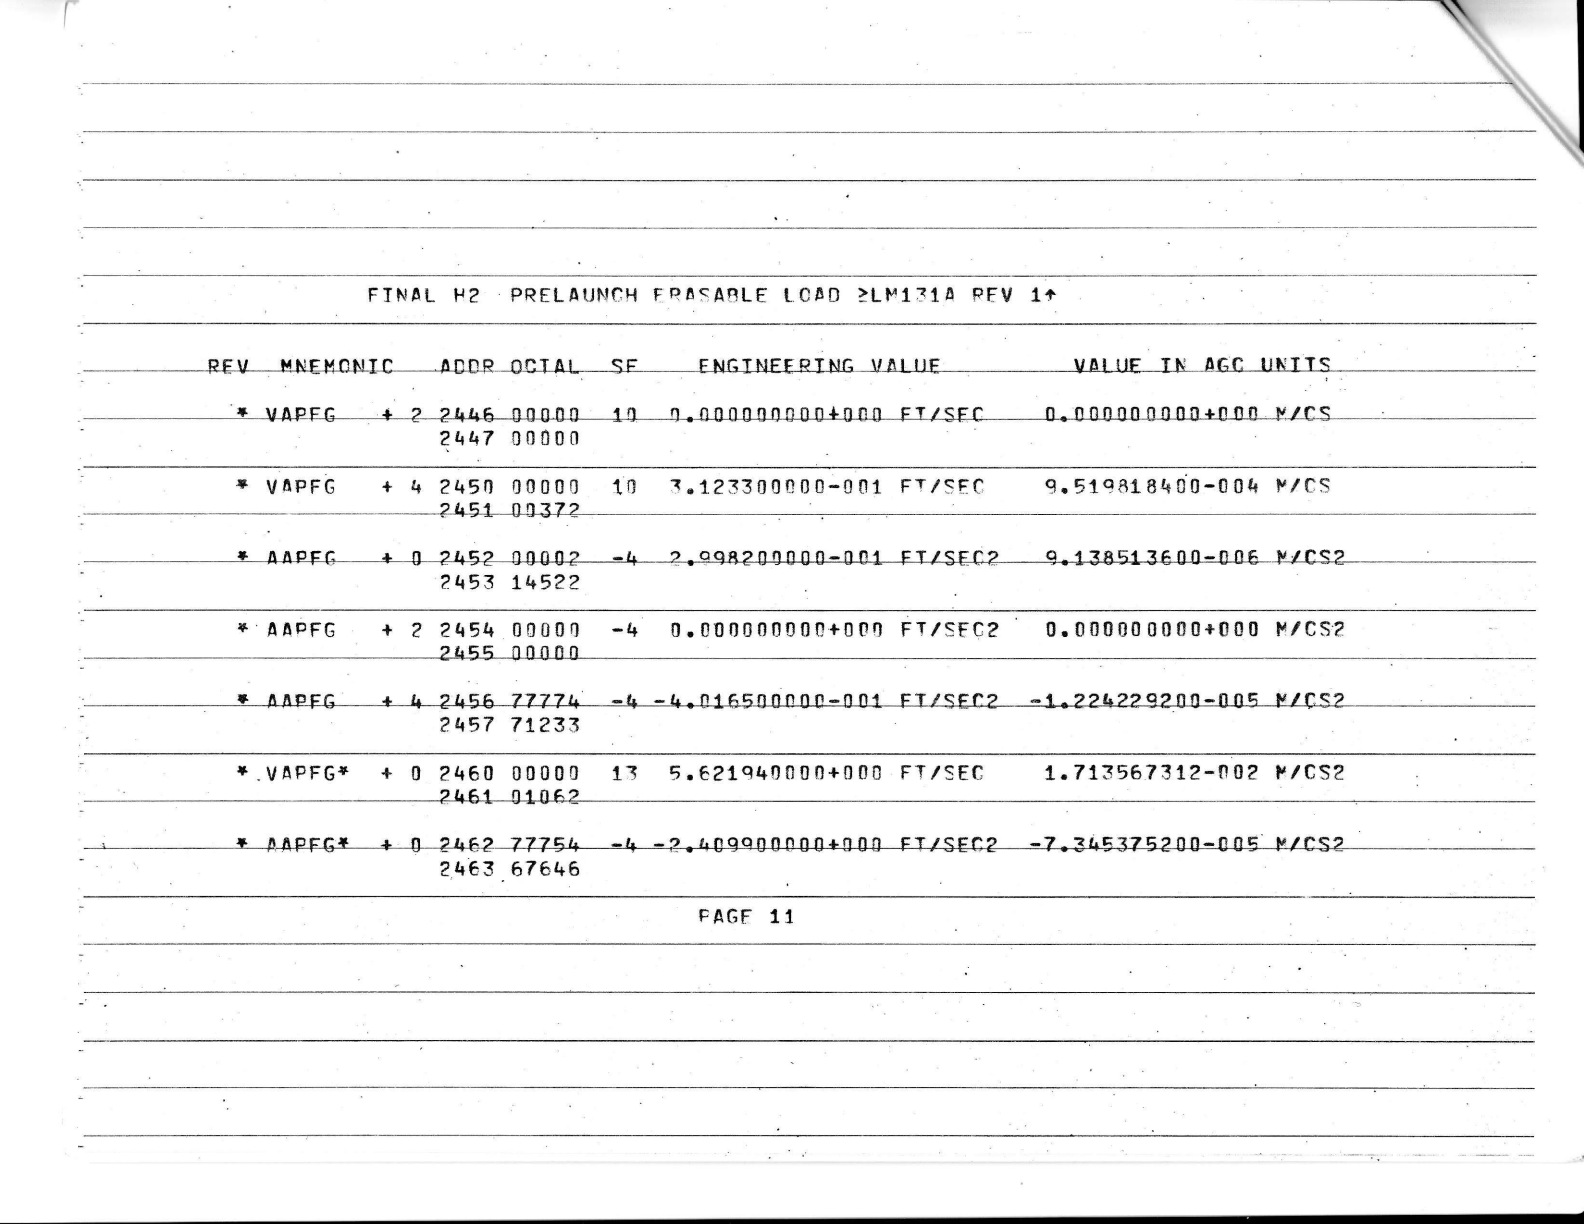 FINAL H2 PRELAUNCH ERASABLE LOAD ≥LM131A REV 1↑
REV MNEMONIC ADDR OCTAL SF ENGINEERING VALUE VALUE IN AGC UNITS
* VAPFG + 2 2446 00000 10 0.000000000+000 FT/SEC 0.000000000+000 M/CS
2447 00000
* VAPFG + 4 2450 00000 10 3.123300000-001 FT/SEC 9.519818400-004 M/CS
2451 00372
* AAPFG + 0 2452 00002 -4 2.998200000-001 FT/SEC2 9.138513600-006 M/CS2
2453 14522
* AAPFG + 2 2454 00000 -4 0.000000000+000 FT/SEC2 0.000000000+000 M/CS2
2455 00000
* AAPFG + 4 2456 77774 -4 -4.016500000-001 FT/SEC2 -1.224229200-005 M/CS2
2457 71233
* VAPFG* + 0 2460 00000 13 5.621940000+000 FT/SEC 1.713567312-002 M/CS2
2461 01062
* AAPFG* + 0 2462 77754 -4 -2.409900000+000 FT/SEC2 -7.345375200-005 M/CS2
2463 67646
PAGE 11